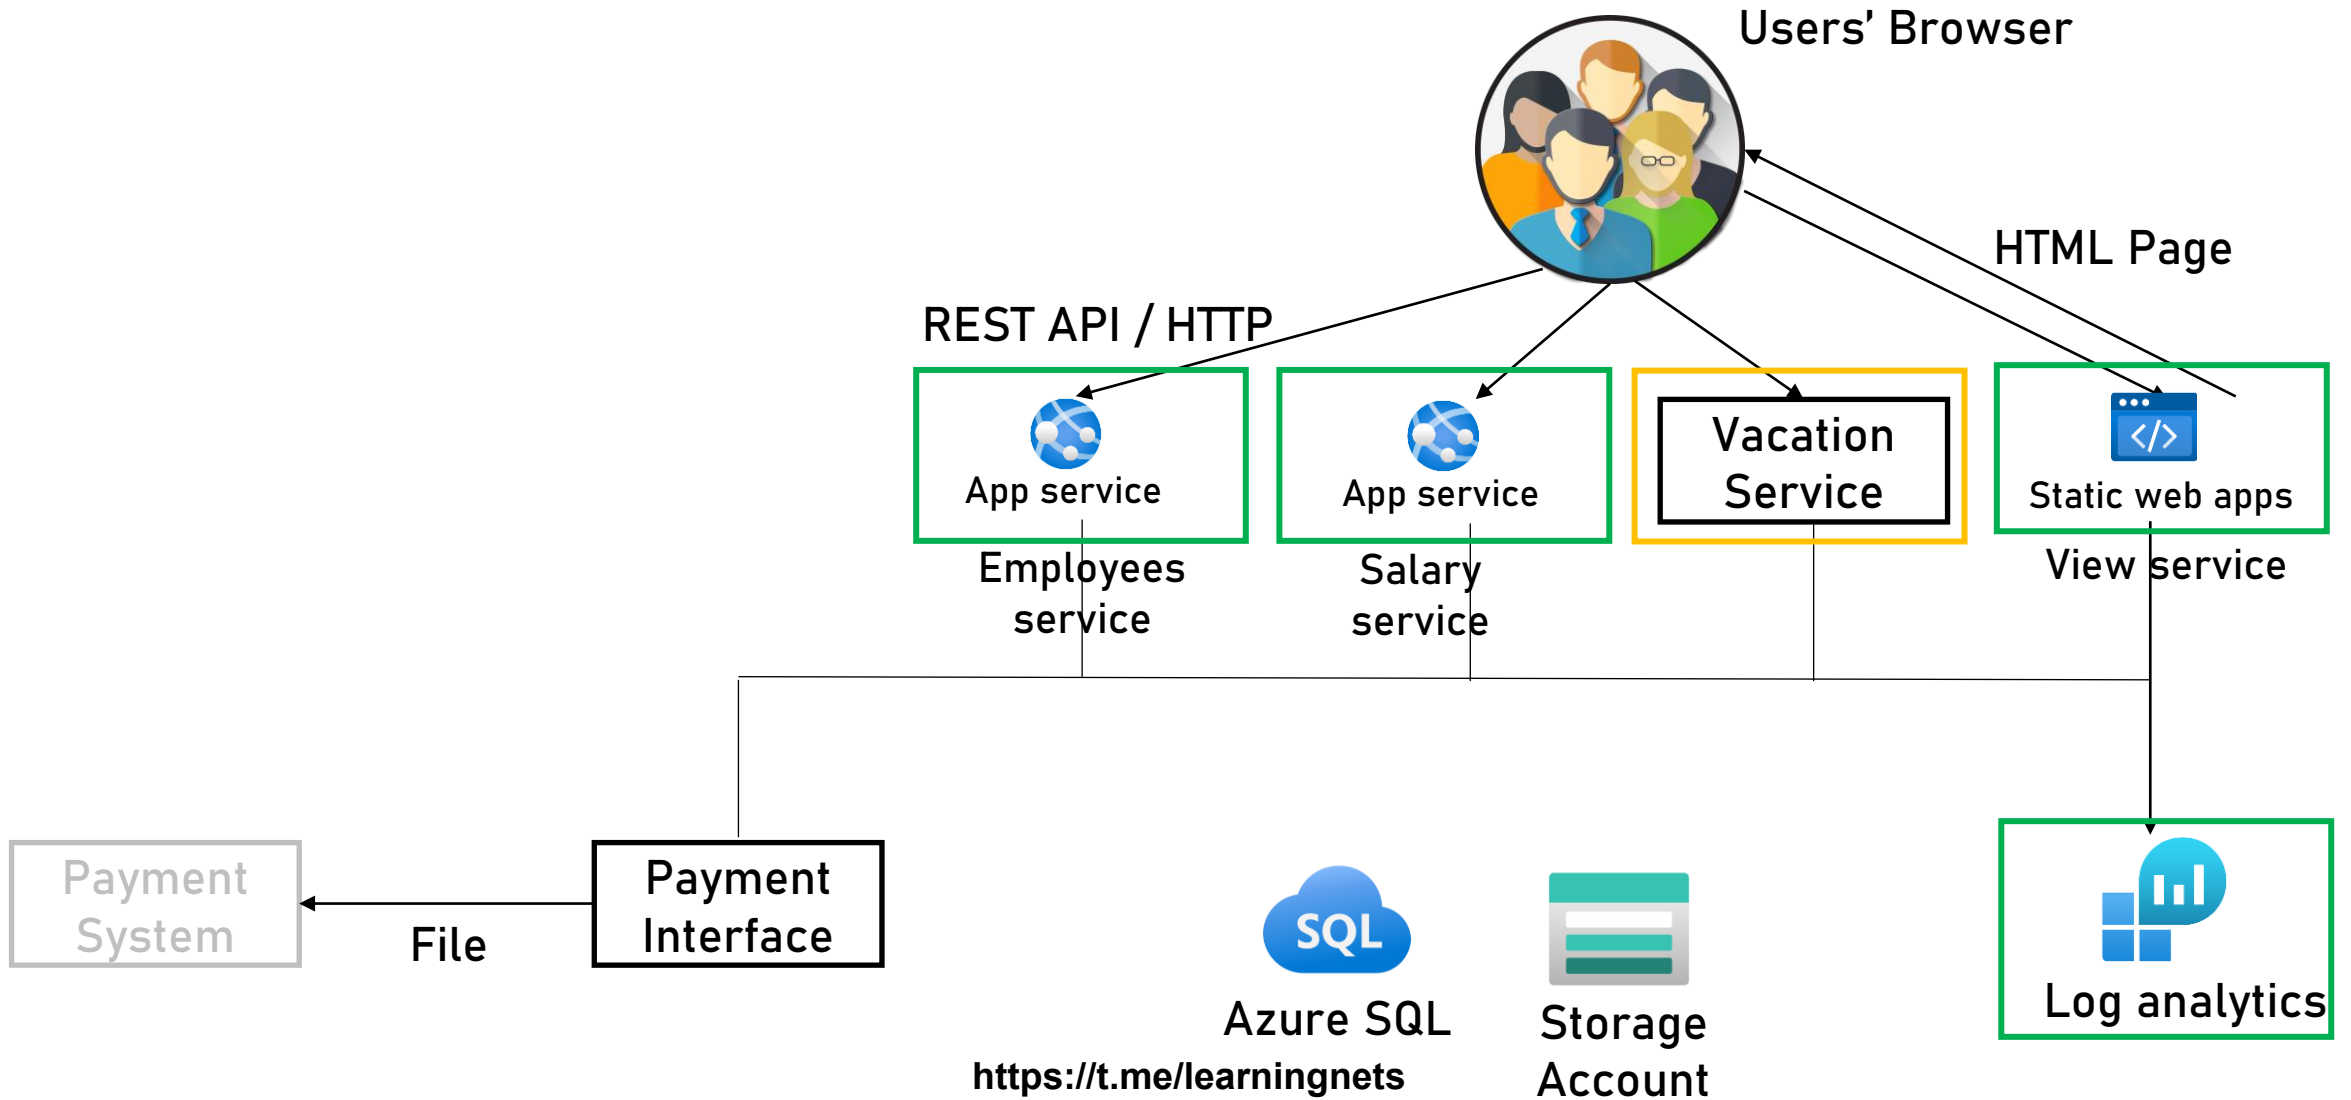 Users’ Browser
HTML Page
REST API / HTTP
App service
App service
Vacation
Service
</>
Static web apps
Employees
service
Salary
service
View service
Payment
System
File
Payment
Interface
SQL
Azure SQL
Storage
Account
Log analytics
https://t.me/learningnets